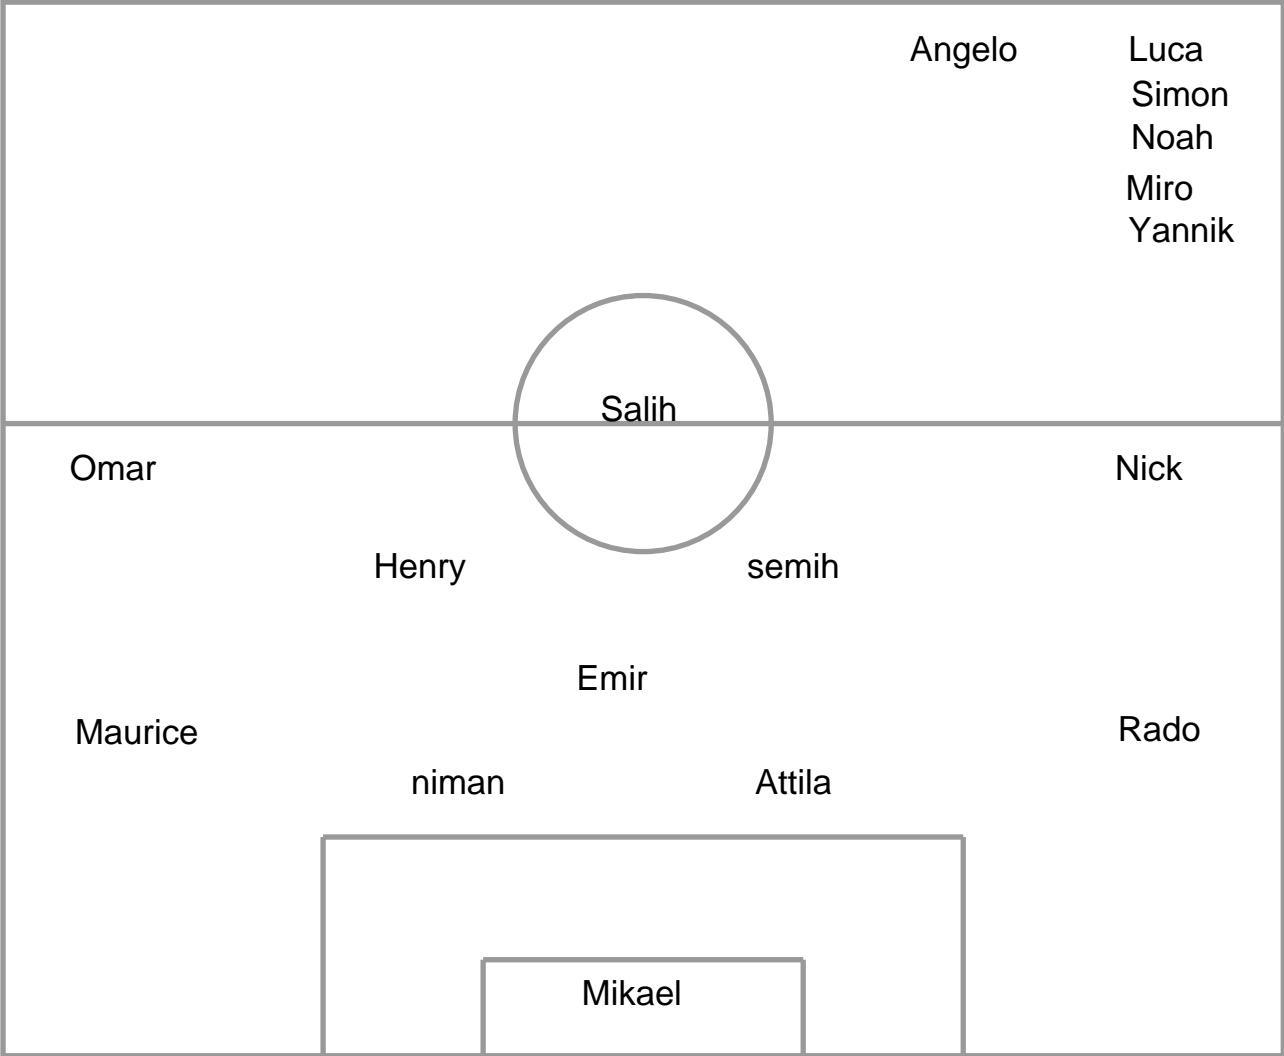 Angelo Luca
Simon
Noah
Miro
Yannik
Salih
Omar Nick
Henry semih
Emir
Maurice Rado
niman Attila
Mikael